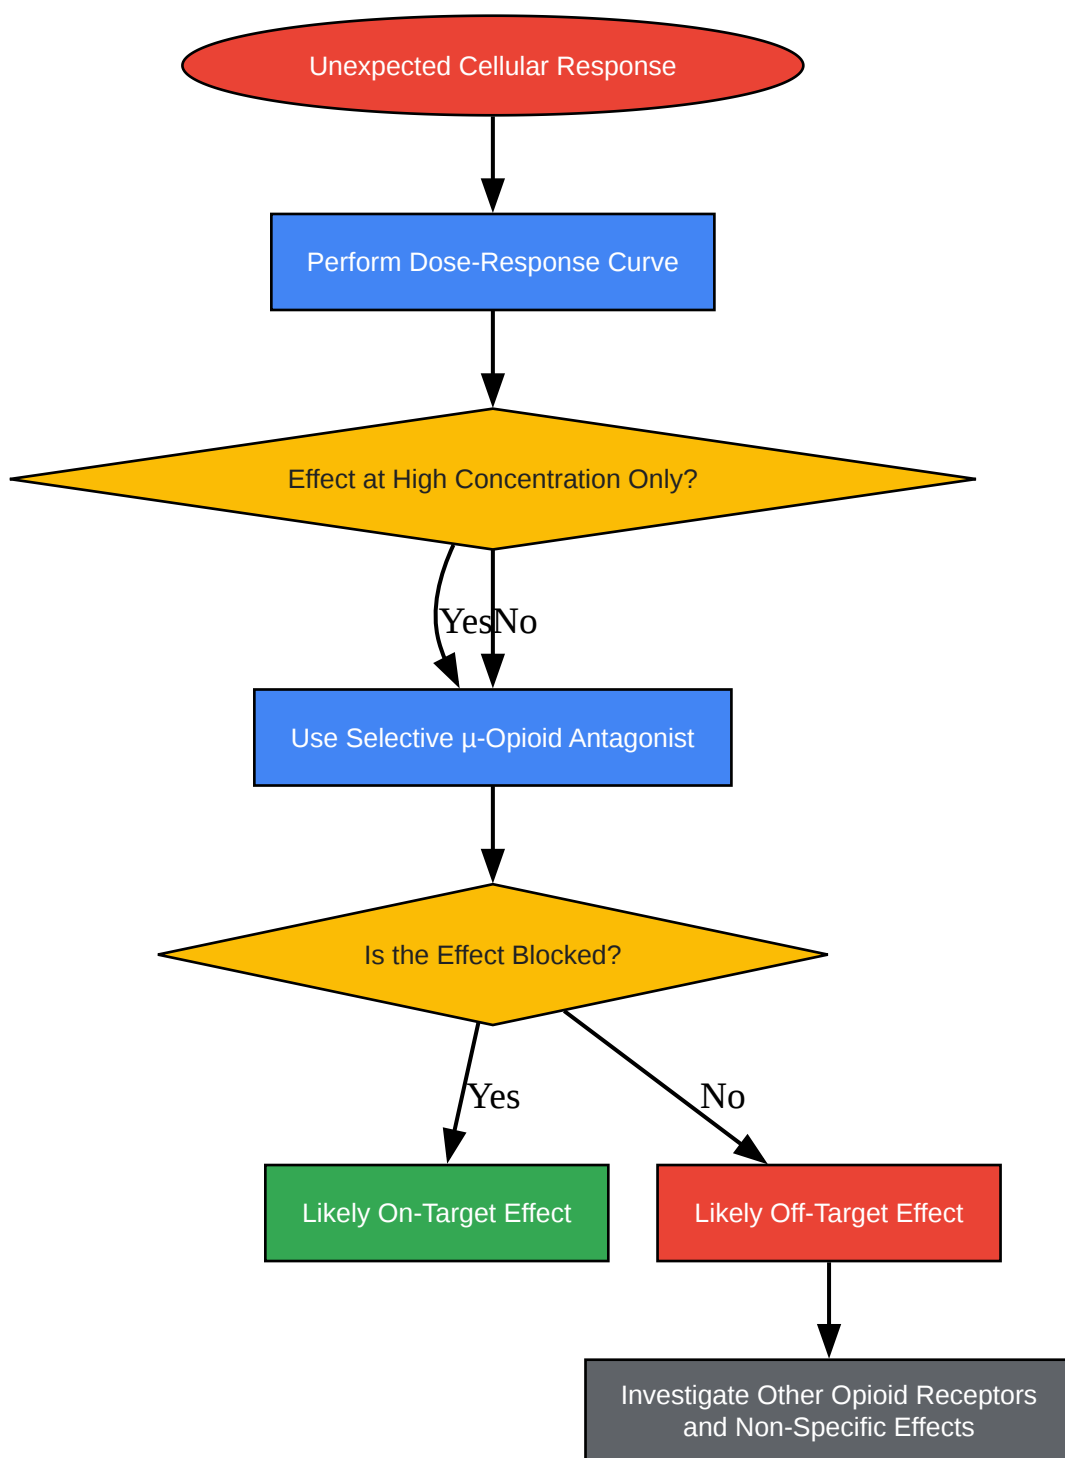 Unexpected Cellular Response
Perform Dose-Response Curve
Effect at High Concentration Only?
Yes
No
Use Selective µ-Opioid Antagonist
Is the Effect Blocked?
Yes
No
Likely On-Target Effect
Likely Off-Target Effect
Investigate Other Opioid Receptors
and Non-Specific Effects